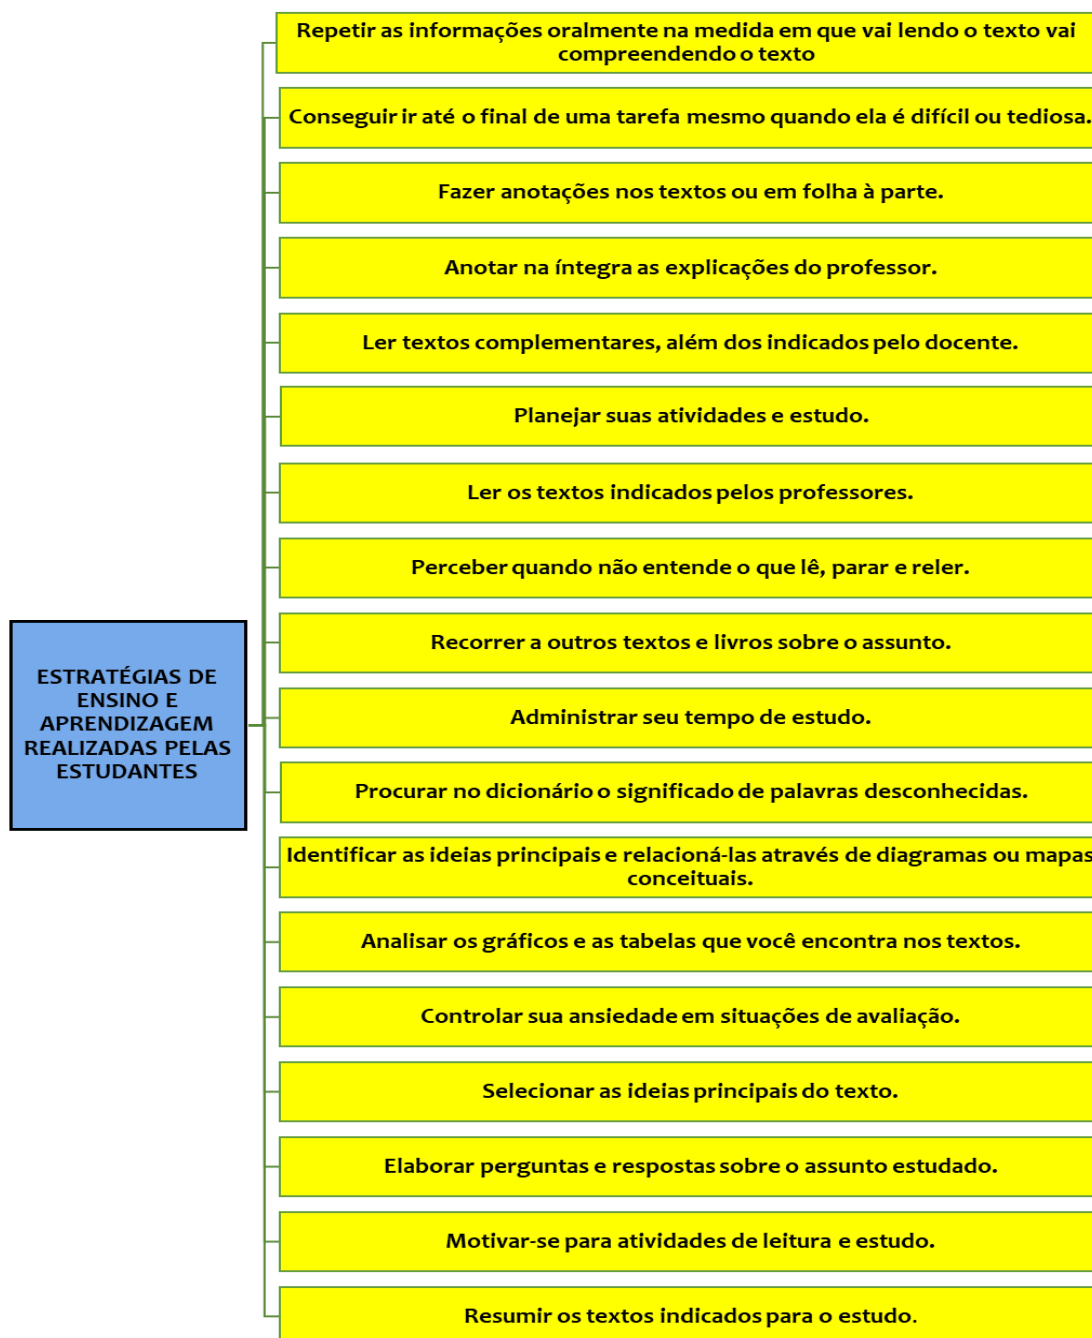 Repetir as informações oralmente na medida em que vai lendo o texto vai
compreendendo o texto
Conseguir ir até o final de uma tarefa mesmo quando ela é difícil ou tediosa.
Fazer anotações nos textos ou em folha à parte.
Anotar na íntegra as explicações do professor.
Ler textos complementares, além dos indicados pelo docente.
Planejar suas atividades e estudo.
Ler os textos indicados pelos professores.
Perceber quando não entende o que lê, parar e reler.
Recorrer a outros textos e livros sobre o assunto.
ESTRATÉGIAS DE
ENSINO E
APRENDIZAGEM
REALIZADAS PELAS
ESTUDANTES
Administrar seu tempo de estudo.
Procurar no dicionário o significado de palavras desconhecidas.
Identificar as ideias principais e relacioná-las através de diagramas ou mapas
conceituais.
Analisar os gráficos e as tabelas que você encontra nos textos.
Controlar sua ansiedade em situações de avaliação.
Selecionar as ideias principais do texto.
Elaborar perguntas e respostas sobre o assunto estudado.
Motivar-se para atividades de leitura e estudo.
Resumir os textos indicados para o estudo.